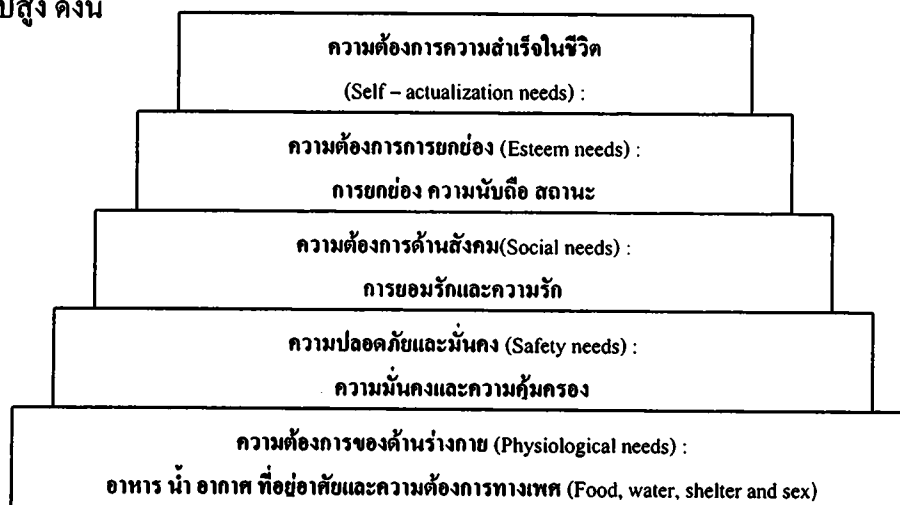 บสูง ดังน
ความต้องการความสำเร็จในชีวิต
(Self – actualization needs) :
ความต้องการการยกย่อง (Esteem needs) :
การยกย่อง ความนับถือ สถานะ
ความต้องการด้านสังคม(Social needs) :
การยอมรักและความรัก
ความปลอดภัยและมั่นคง (Safety needs) :
ความมั่นคงและความคุ้มครอง
ความต้องการของด้านร่างกาย (Physiological needs) :
อาหาร น้ำ อากาศ ที่อยู่อาศัยและความต้องการทางเพศ (Food, water, shelter and sex)